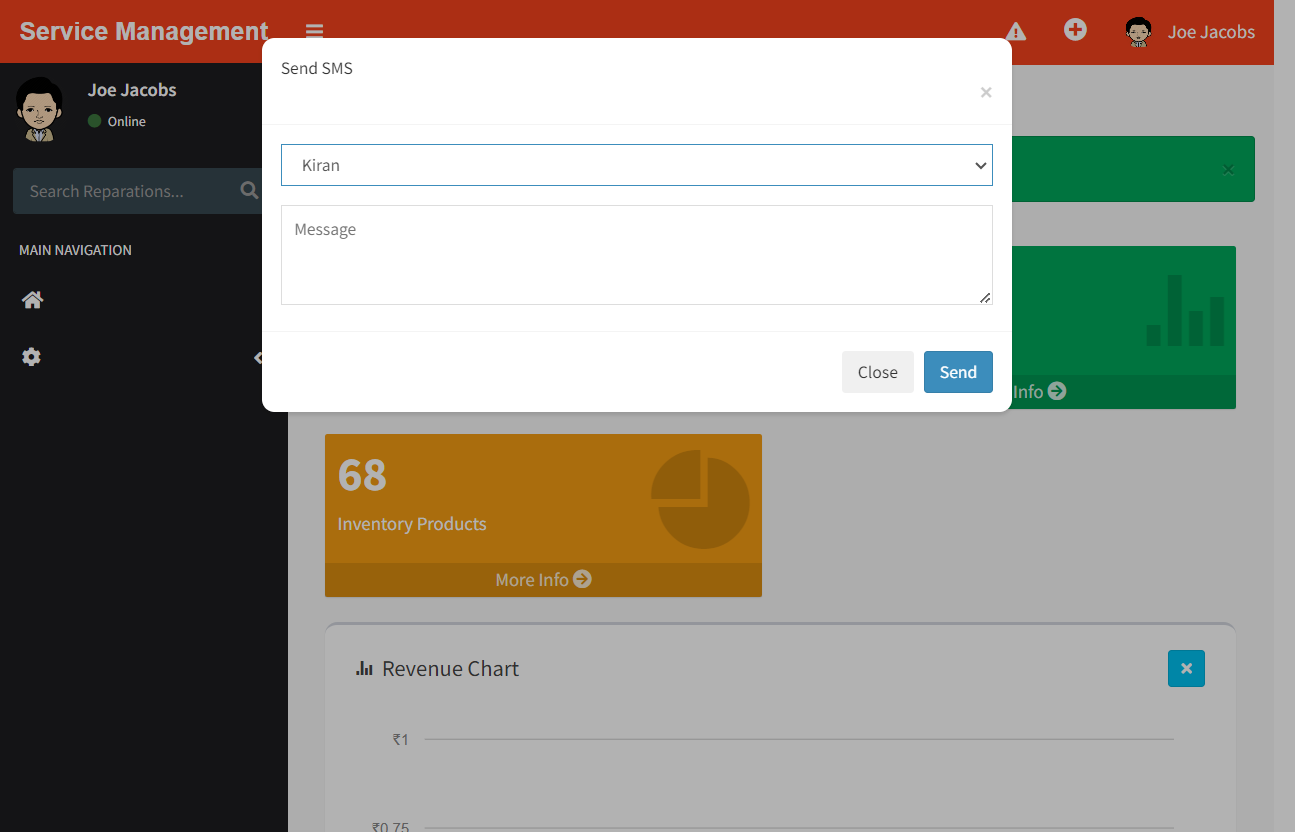 Service Management
Joe Jacobs
Send SMS
×
Joe Jacobs
Online
Kiran
Search Reparations...
Message
MAIN NAVIGATION
Close
Send
Info
68
Inventory Products
More Info
Revenue Chart
₹1
₹0.75